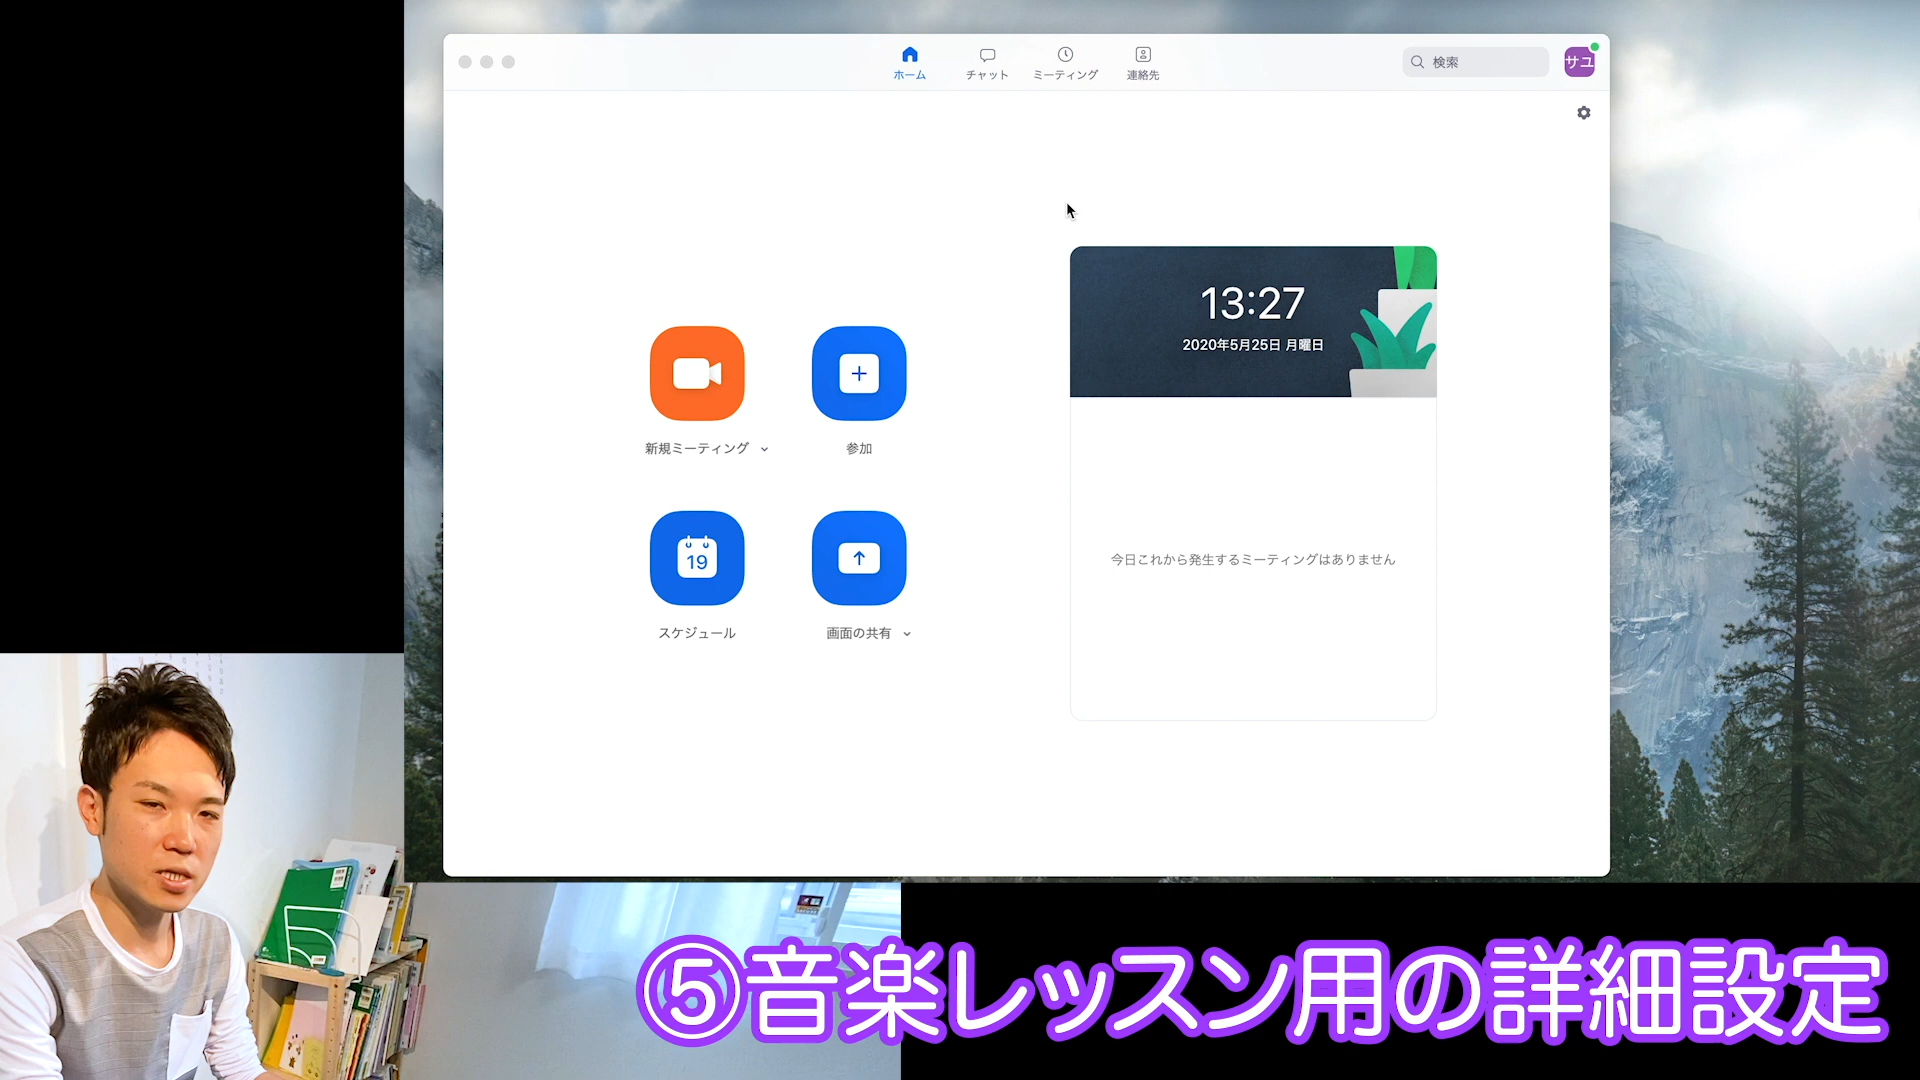 ホーム
チャット
ミーティング
連絡先
検索
サユ
13:27
2020年5月25日 月曜日
新規ミーティング
参加
19
スケジュール
画面の共有
今日これから発生するミーティングはありません
⑤音楽レッスン用の詳細設定